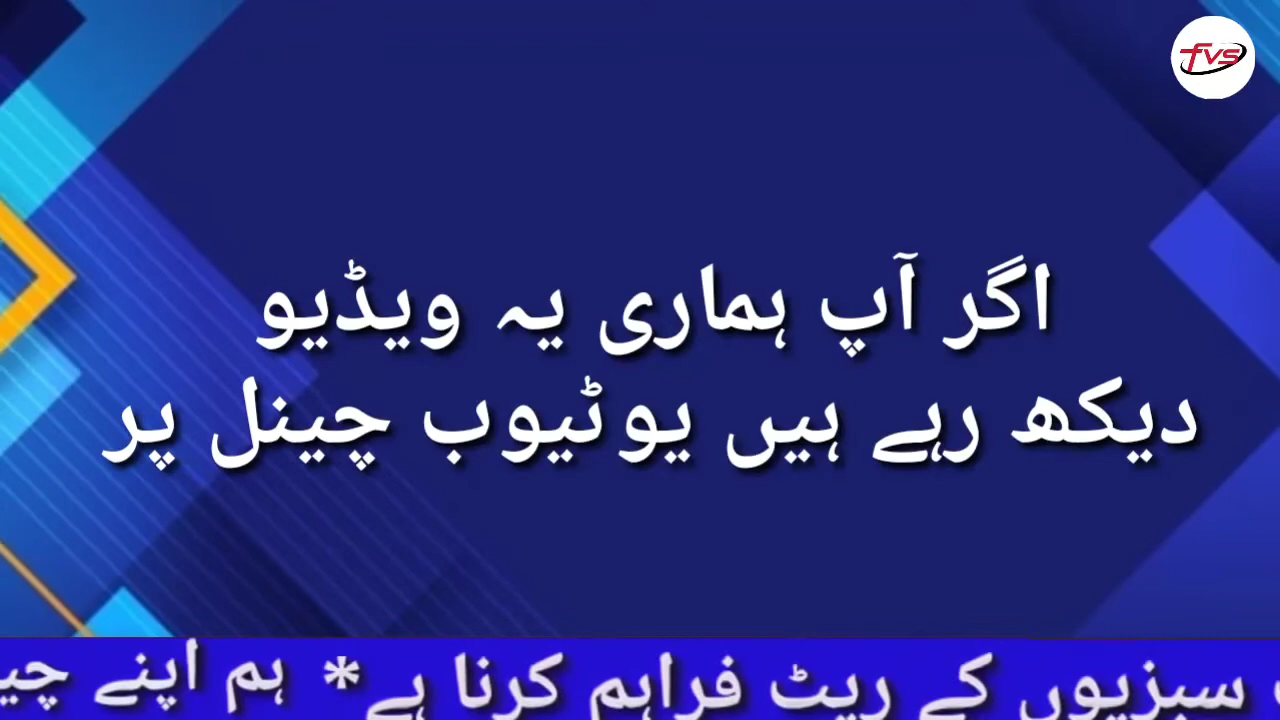 fvs
اگر آپ ہماری یہ ویڈیو
دیکھ رہے ہیں یوٹیوب چینل پر
سبزیوں کے ریٹ فراہم کرنا ہے* ہم اپنے